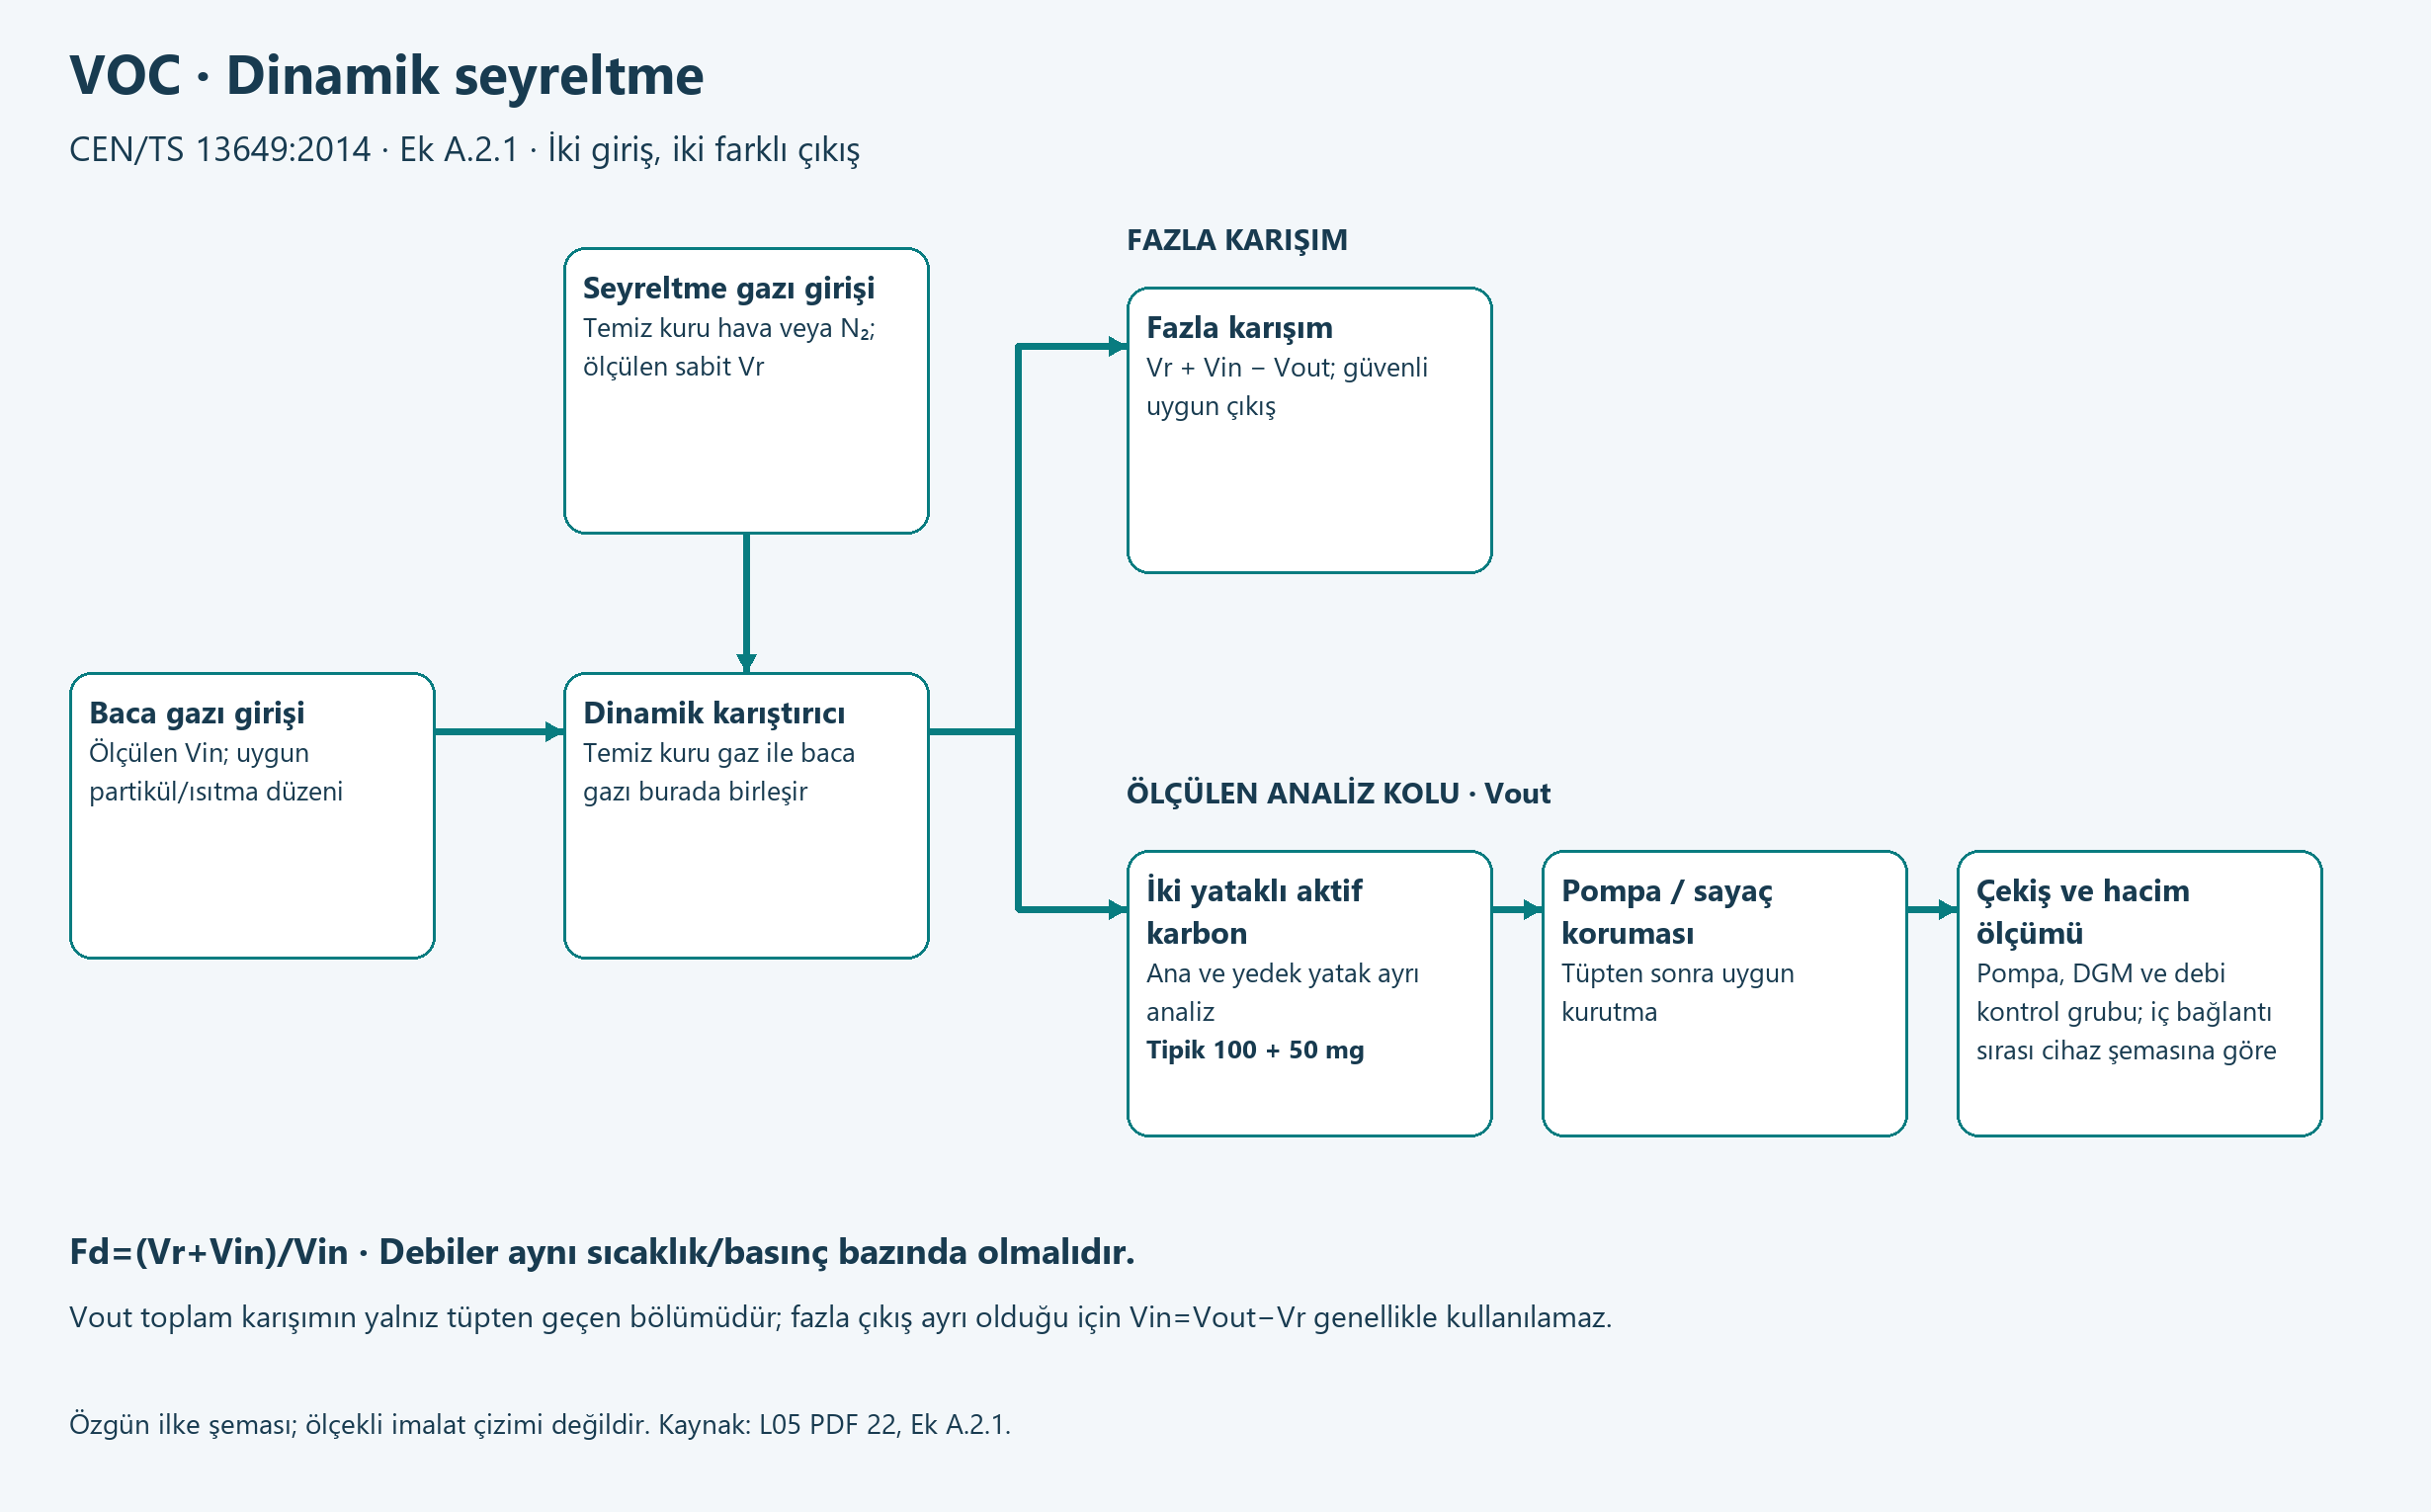 VOC · Dinamik seyreltme
CEN/TS 13649:2014 · Ek A.2.1 · İki giriş, iki farklı çıkış
Seyreltme gazı girişi
Temiz kuru hava veya N₂;
ölçülen sabit Vr
FAZLA KARIŞIM
Fazla karışım
Vr + Vin − Vout; güvenli
uygun çıkış
Baca gazı girişi
Ölçülen Vin; uygun
partikül/ısıtma düzeni
Dinamik karıştırıcı
Temiz kuru gaz ile baca
gazı burada birleşir
ÖLÇÜLEN ANALİZ KOLU · Vout
İki yataklı aktif
karbon
Ana ve yedek yatak ayrı
analiz
Tipik 100 + 50 mg
Pompa / sayaç
koruması
Tüpten sonra uygun
kurutma
Çekiş ve hacim
ölçümü
Pompa, DGM ve debi
kontrol grubu; iç bağlantı
sırası cihaz şemasına göre
Fd=(Vr+Vin)/Vin · Debiler aynı sıcaklık/basınç bazında olmalıdır.
Vout toplam karışımın yalnız tüpten geçen bölümüdür; fazla çıkış ayrı olduğu için Vin=Vout−Vr genellikle kullanılamaz.
Özgün ilke şeması; ölçekli imalat çizimi değildir. Kaynak: L05 PDF 22, Ek A.2.1.